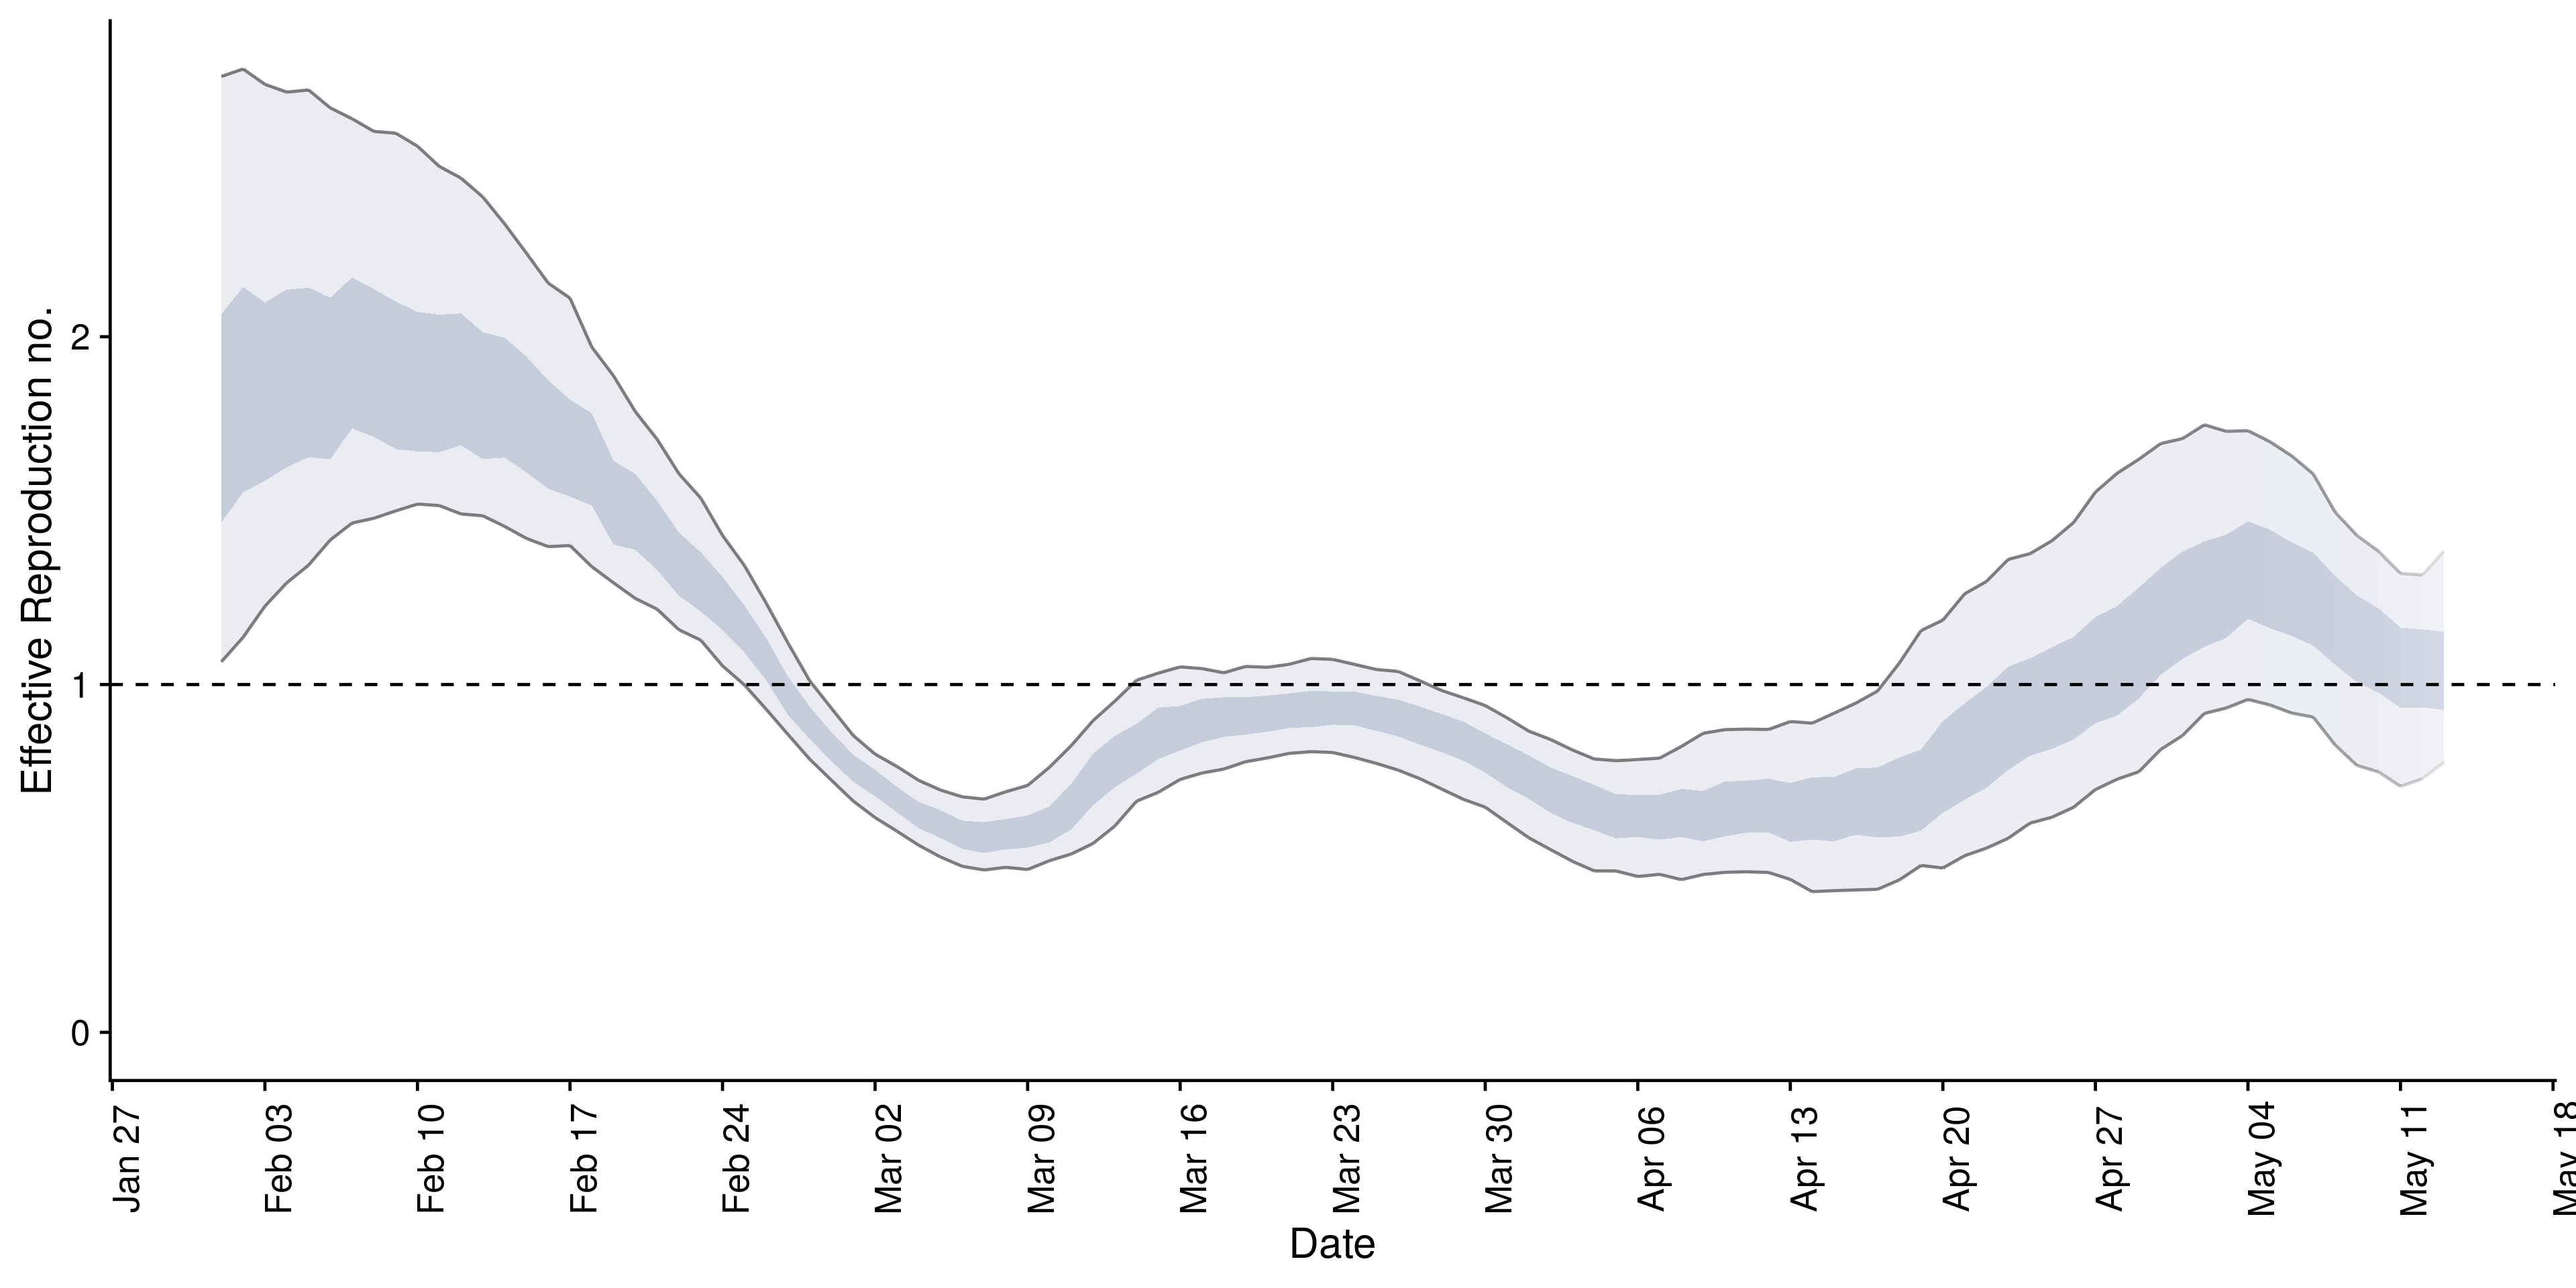 Effective Reproduction no.
2
1
0
Jan 27
Feb 03
Feb 10
Feb 17
Feb 24
Mar 02
Mar 09
Mar 16
Mar 23
Mar 30
Apr 06
Apr 13
Apr 20
Apr 27
May 04
May 11
May 18
Date